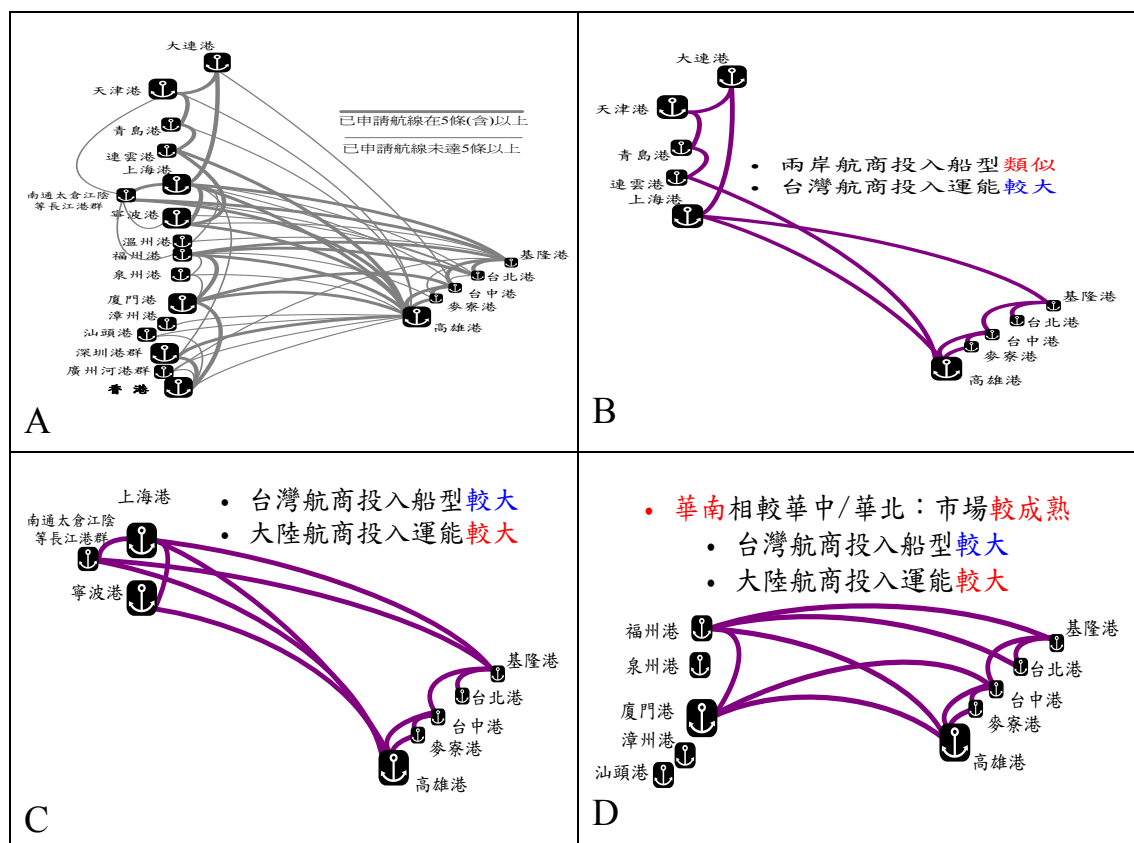 大連港
天津港
已申請航線在5條(含)以上
青島港
已申請航線未達5條以上
連雲港
上海港
南通太倉江陰
等長江港群
寧波港
溫州港
福州港
基隆港
泉州港
台北港
台中港
廈門港
麥寮港
漳州港
高雄港
汕頭港
深圳港群
廣州河港群
香 港
A
大連港
天津港
青島港
• 兩岸航商投入船型類似
連雲港
• 台灣航商投入運能較大
上海港
基隆港
台北港
台中港
麥寮港
高雄港
B
上海港
• 台灣航商投入船型較大
南通太倉江陰
等長江港群
• 大陸航商投入運能較大
寧波港
基隆港
台北港
台中港
麥寮港
高雄港
C
• 華南相較華中/華北：市場較成熟
• 台灣航商投入船型較大
• 大陸航商投入運能較大
福州港
基隆港
泉州港
台北港
台中港
廈門港
麥寮港
漳州港
高雄港
汕頭港
D